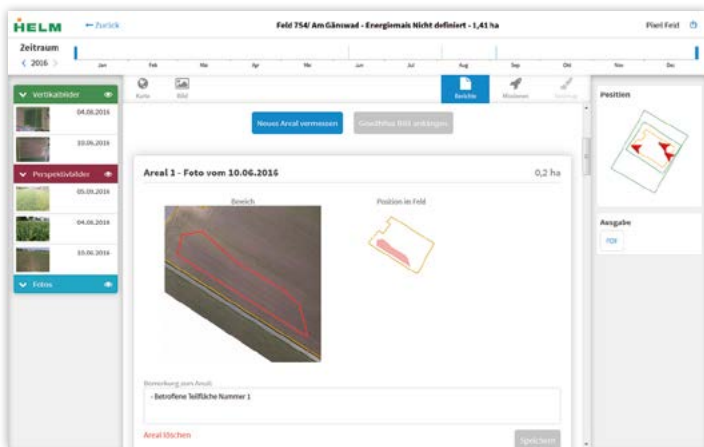 HELM
Zurück
Feld 754/ Am Gänswad - Energiemais Nicht definiert - 1,41 ha
Pixel Feld
Zeitraum
2016
Jan Feb Mar Apr Mai Jun Jul Aug Sep Okt Nov Dez
Karte Bild Berichte Missionen
Vertikalbilder
04.06.2016
10.06.2016
Perspektivbilder
05.09.2016
04.06.2016
10.06.2016
Fotos
Neues Areal vermessen
Gewähltes Bild anhängen
Areal 1 - Foto vom 10.06.2016
0,2 ha
Bereich
Position im Feld
Bemerkung zum Areal:
- Betroffene Teilfläche Nummer 1
Areal löschen
Speichern
Position
Ausgabe
PDF